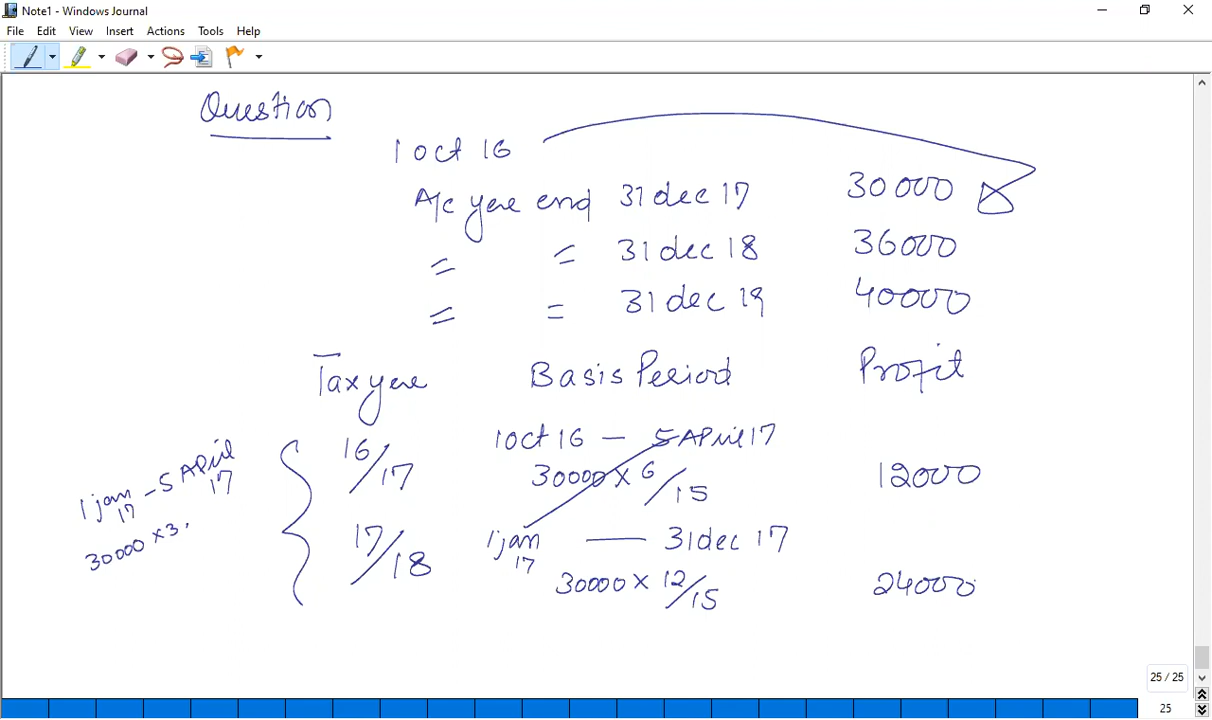 Note1 - Windows Journal
File Edit View Insert Actions Tools Help
Question
1 oct 16
A/c yere end 31 dec 17 30000
= = 31 dec 18 36000
= = 31 dec 19 40000
Tax yere Basis Period Profit
16/17 1 oct 16 — 5 April 17
30000 × 6/15 12000
1 jan 17 - 5 April 17
30000 × 3
17/18 1 jan 17 — 31 dec 17
30000 × 12/15 24000
25 / 25
25